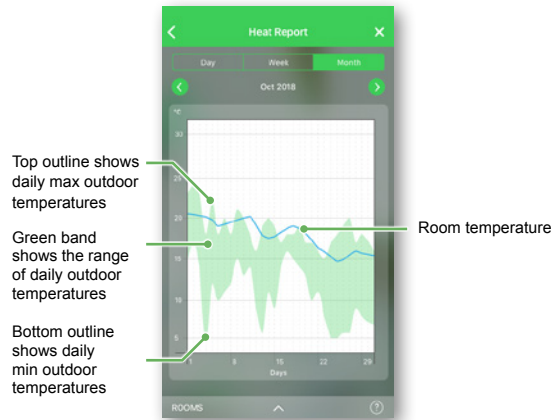 Heat Report
Day Week Month
Oct 2018
°C
30
25
20
15
10
5
1 8 15 22 29
Days
ROOMS
?
Top outline shows
daily max outdoor
temperatures
Green band
shows the range
of daily outdoor
temperatures
Bottom outline
shows daily
min outdoor
temperatures
Room temperature